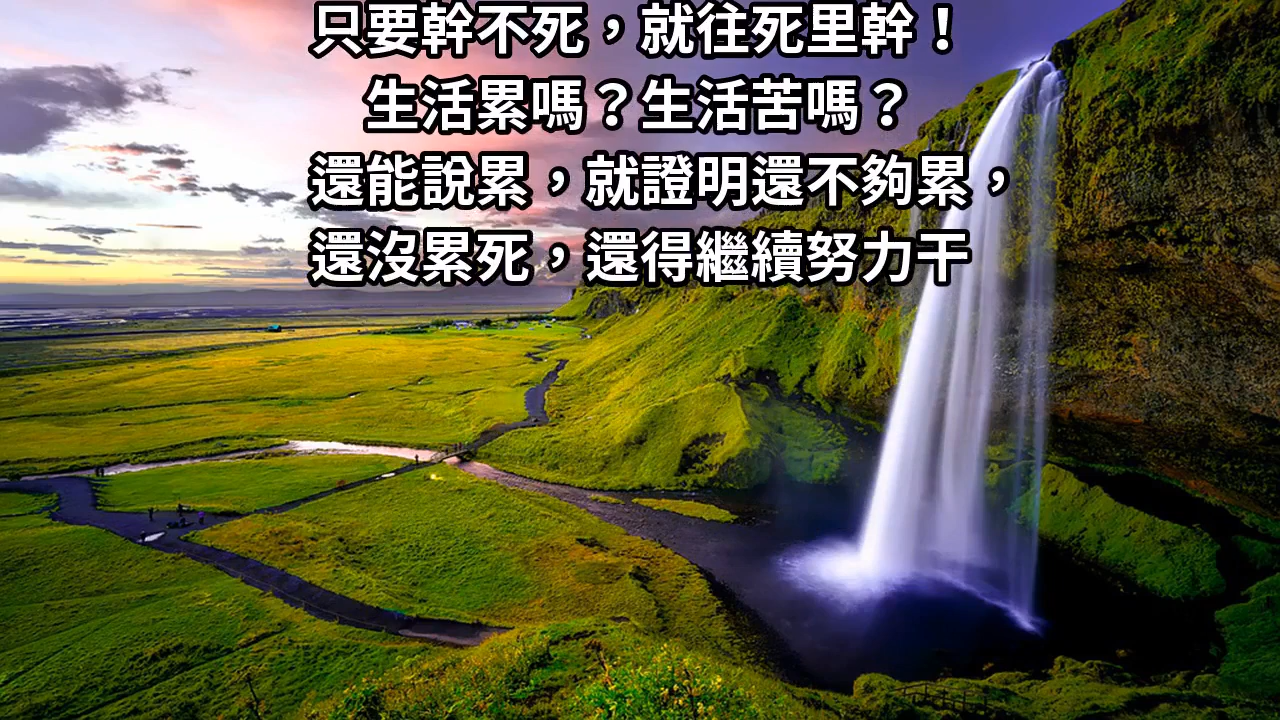 只要幹不死，就往死里幹！
生活累嗎？生活苦嗎？
還能說累，就證明還不夠累，
還沒累死，還得繼續努力干